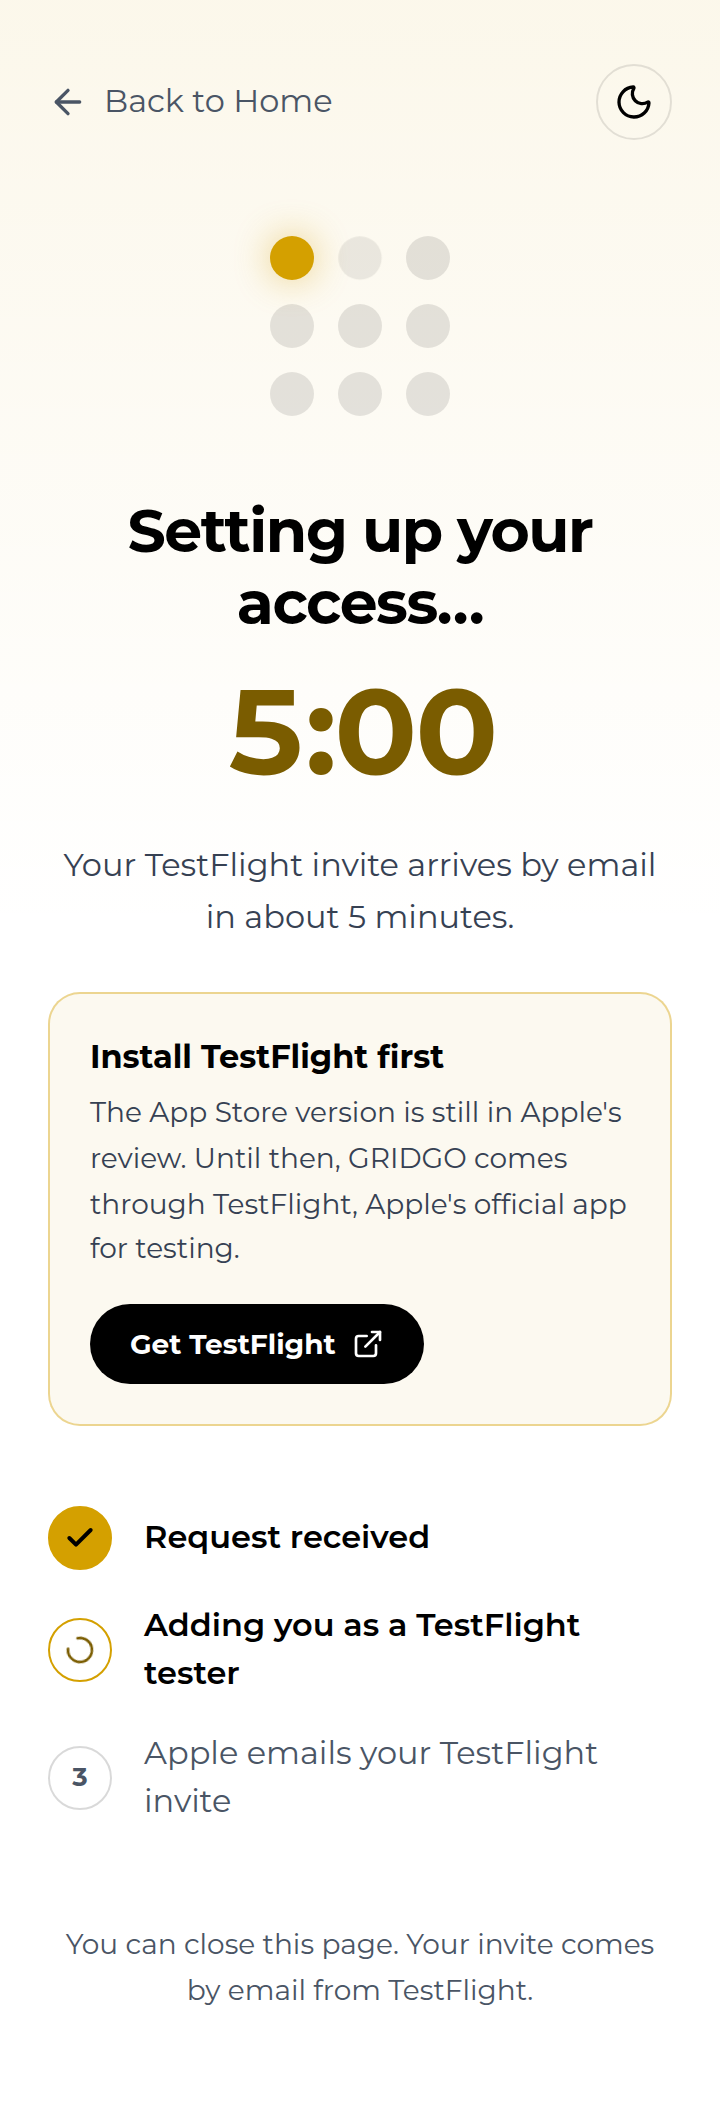 Back to Home
Setting up your
access...
5:00
Your TestFlight invite arrives by email
in about 5 minutes.
Install TestFlight first
The App Store version is still in Apple's
review. Until then, GRIDGO comes
through TestFlight, Apple's official app
for testing.
Get TestFlight
Request received
Adding you as a TestFlight
tester
3
Apple emails your TestFlight
invite
You can close this page. Your invite comes
by email from TestFlight.